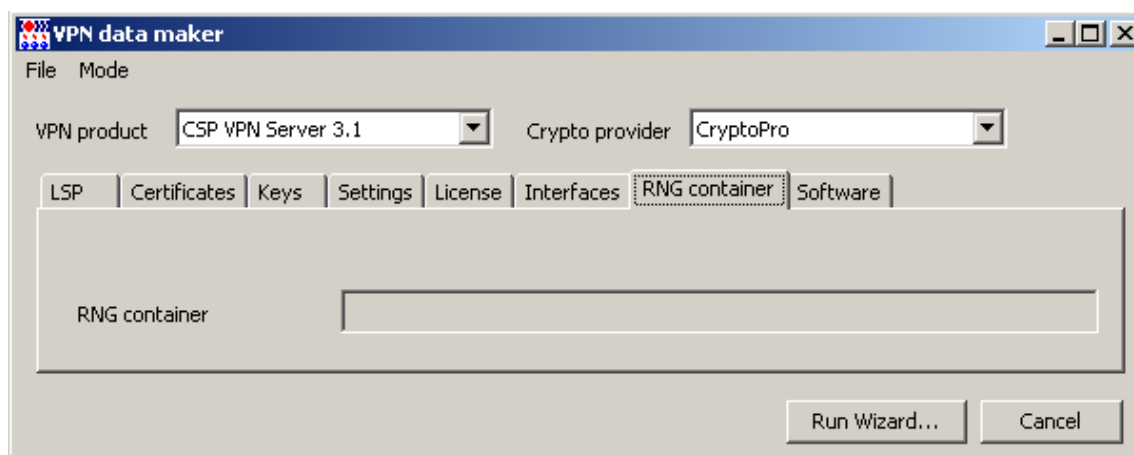 VPN data maker
File Mode
VPN product CSP VPN Server 3.1 Crypto provider CryptoPro
LSP Certificates Keys Settings License Interfaces RNG container Software
RNG container
Run Wizard... Cancel